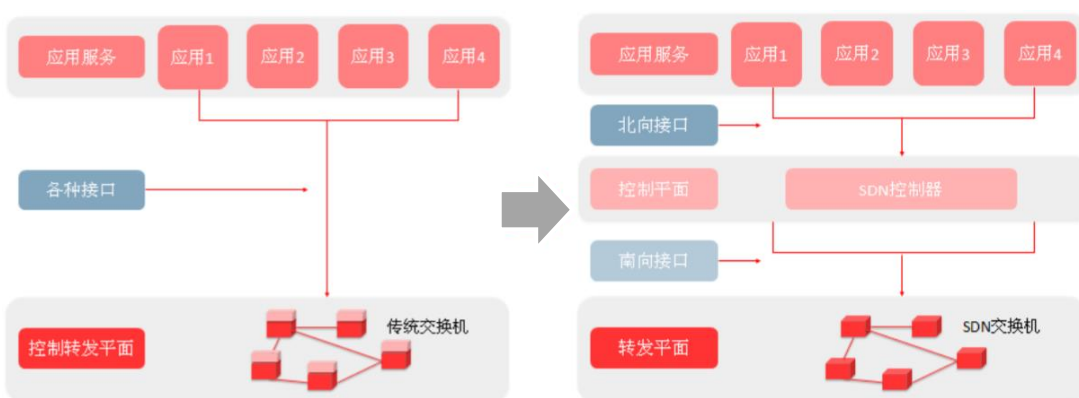 应用服务
应用1
应用2
应用3
应用4
各种接口
控制转发平面
传统交换机
应用服务
应用1
应用2
应用3
应用4
北向接口
控制平面
SDN控制器
南向接口
转发平面
SDN交换机